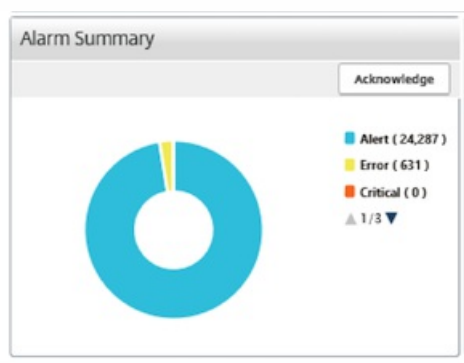 Alarm Summary
Acknowledge
Alert ( 24,287 )
Error ( 631 )
Critical ( 0 )
1/3